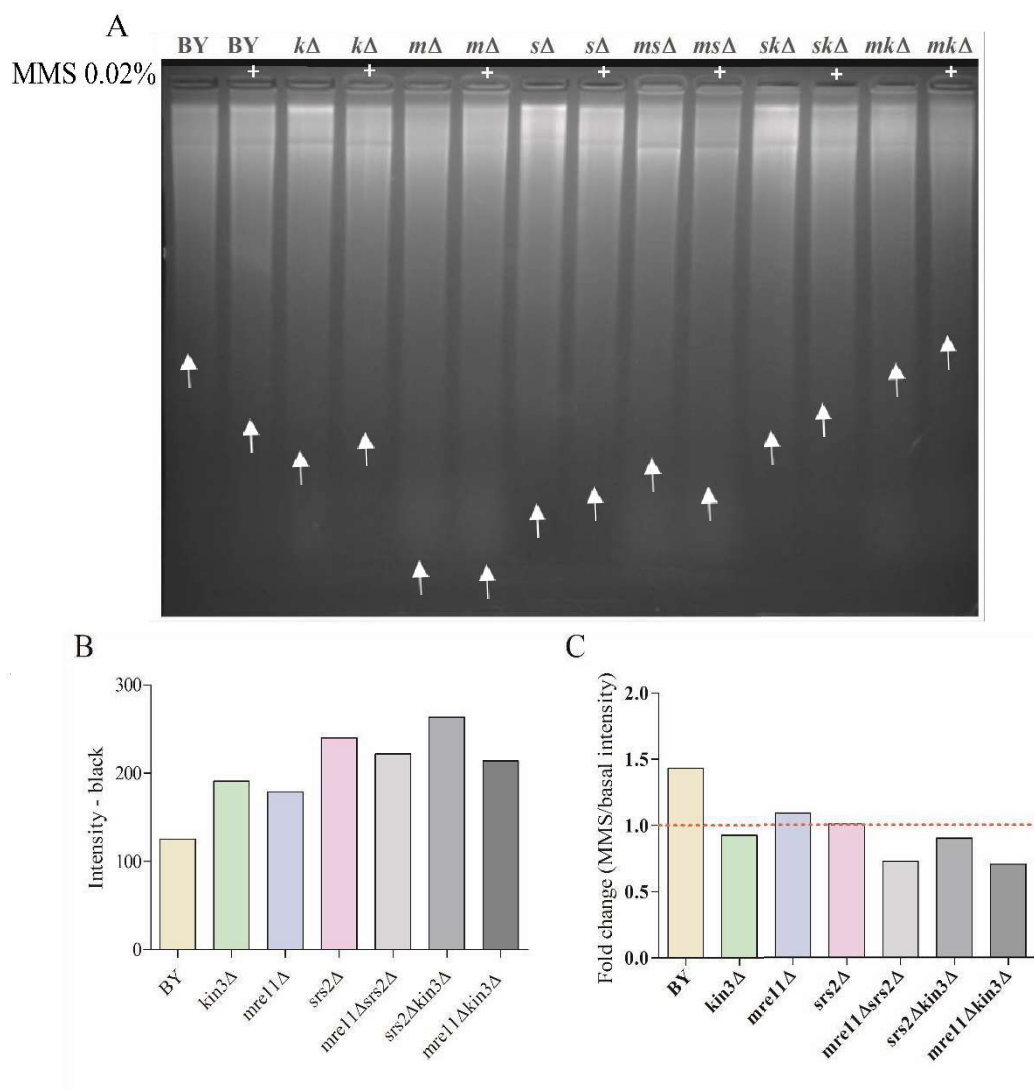 A
BY BY kΔ kΔ mΔ mΔ sΔ sΔ msΔ msΔ skΔ skΔ mkΔ mkΔ
MMS 0.02% + + + + + + +
B
Intensity - black
300
200
100
0
BY
kin3Δ
mre11Δ
srs2Δ
mre11Δsrs2Δ
srs2Δkin3Δ
mre11Δkin3Δ
C
Fold change (MMS/basal intensity)
2.0
1.5
1.0
0.5
0.0
BY
kin3Δ
mre11Δ
srs2Δ
mre11Δsrs2Δ
srs2Δkin3Δ
mre11Δkin3Δ